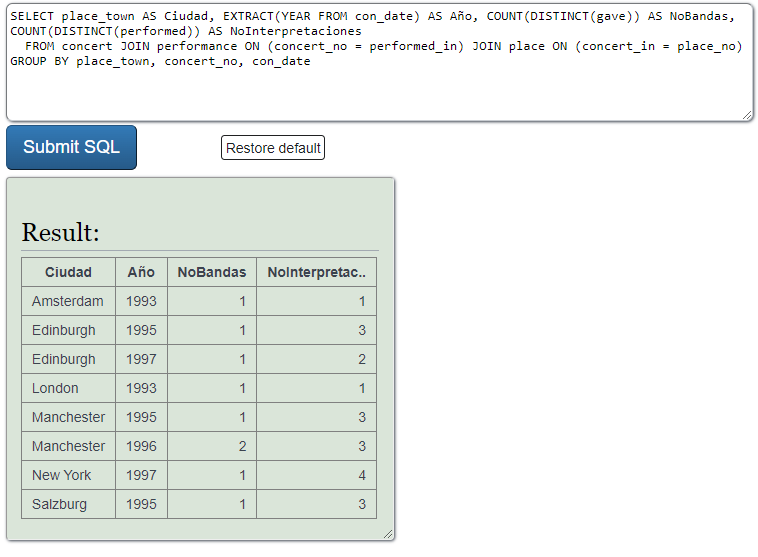 SELECT place_town AS Ciudad, EXTRACT(YEAR FROM con_date) AS Año, COUNT(DISTINCT(gave)) AS NoBandas,
COUNT(DISTINCT(performed)) AS NoInterpretaciones
FROM concert JOIN performance ON (concert_no = performed_in) JOIN place ON (concert_in = place_no)
GROUP BY place_town, concert_no, con_date
Submit SQL Restore default
Result:
Ciudad Año NoBandas NoInterpretac..
Amsterdam 1993 1 1
Edinburgh 1995 1 3
Edinburgh 1997 1 2
London 1993 1 1
Manchester 1995 1 3
Manchester 1996 2 3
New York 1997 1 4
Salzburg 1995 1 3